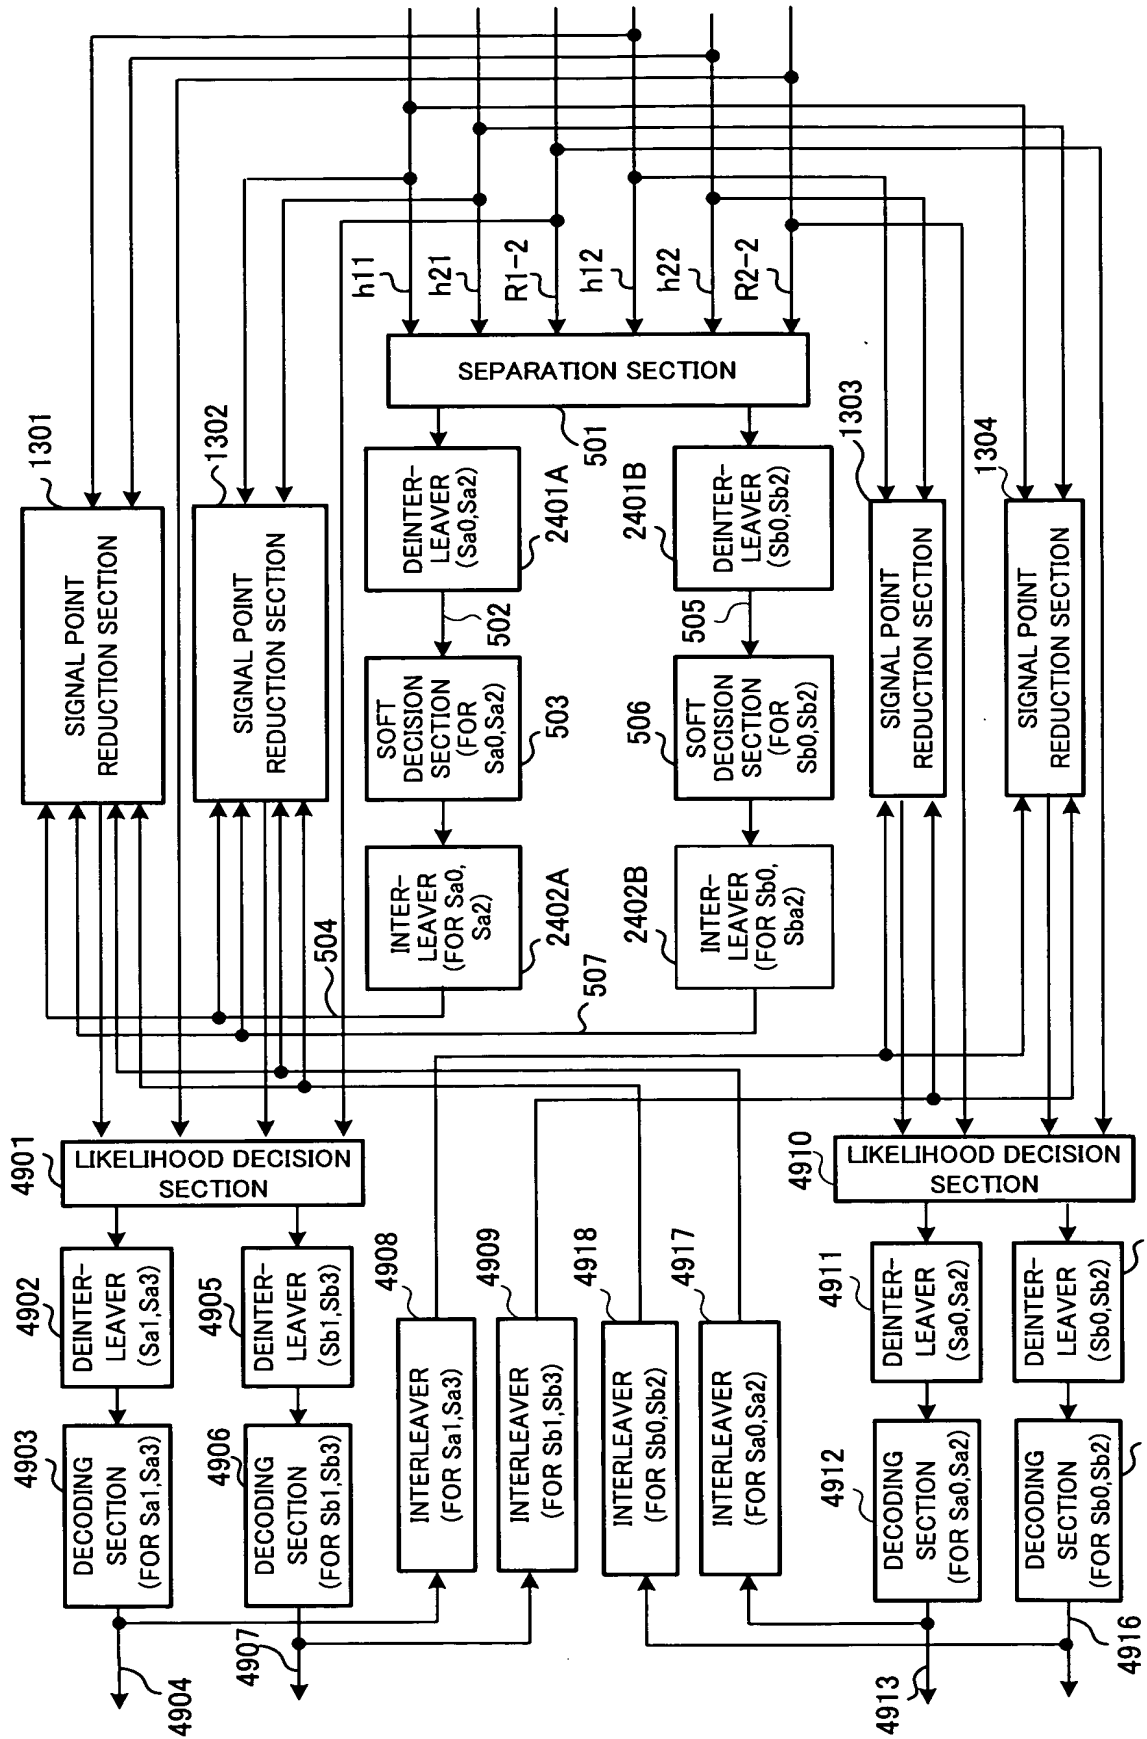 h11
h21
R1-2
h12
h22
R2-2
SEPARATION SECTION
501
1301
SIGNAL POINT
REDUCTION SECTION
1302
SIGNAL POINT
REDUCTION SECTION
DEINTER-
LEAVER
(Sa0,Sa2)
2401A
DEINTER-
LEAVER
(Sb0,Sb2)
2401B
1303
SIGNAL POINT
REDUCTION SECTION
1304
SIGNAL POINT
REDUCTION SECTION
502
505
SOFT
DECISION
SECTION
(FOR
Sa0,Sa2)
503
SOFT
DECISION
SECTION
(FOR
Sb0,Sb2)
506
INTER-
LEAVER
(FOR Sa0,
Sa2)
2402A
INTER-
LEAVER
(FOR Sb0,
Sba2)
2402B
504
507
4901
LIKELIHOOD DECISION
SECTION
4910
LIKELIHOOD DECISION
SECTION
4902
DEINTER-
LEAVER
(Sa1,Sa3)
4905
DEINTER-
LEAVER
(Sb1,Sb3)
4908
INTERLEAVER
(FOR Sa1,Sa3)
4909
INTERLEAVER
(FOR Sb1,Sb3)
4918
INTERLEAVER
(FOR Sb0,Sb2)
4917
INTERLEAVER
(FOR Sa0,Sa2)
4911
DEINTER-
LEAVER
(Sa0,Sa2)
DEINTER-
LEAVER
(Sb0,Sb2)
4903
DECODING
SECTION
(FOR Sa1,Sa3)
4906
DECODING
SECTION
(FOR Sb1,Sb3)
4912
DECODING
SECTION
(FOR Sa0,Sa2)
DECODING
SECTION
(FOR Sb0,Sb2)
4904
4907
4913
4916